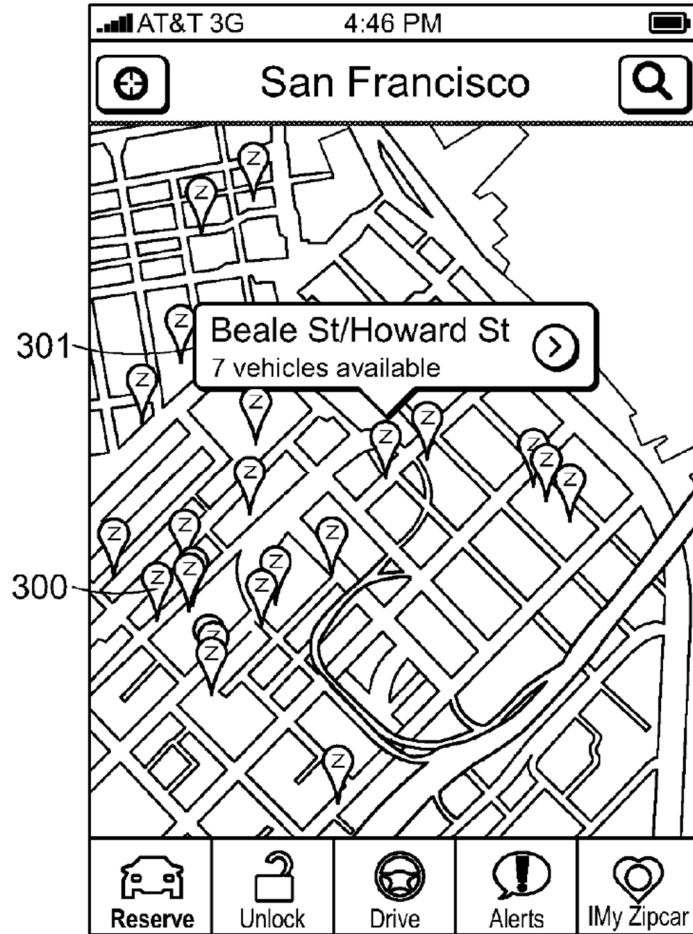 AT&T 3G 4:46 PM
San Francisco
Z
Z
Z
301
Beale St/Howard St
7 vehicles available
Z
Z
Z
Z
Z
Z
Z
Z
Z
Z
Z
Z
Z
300
Z
Z
Z
Z
Z
Z
Reserve Unlock Drive Alerts IMy Zipcar